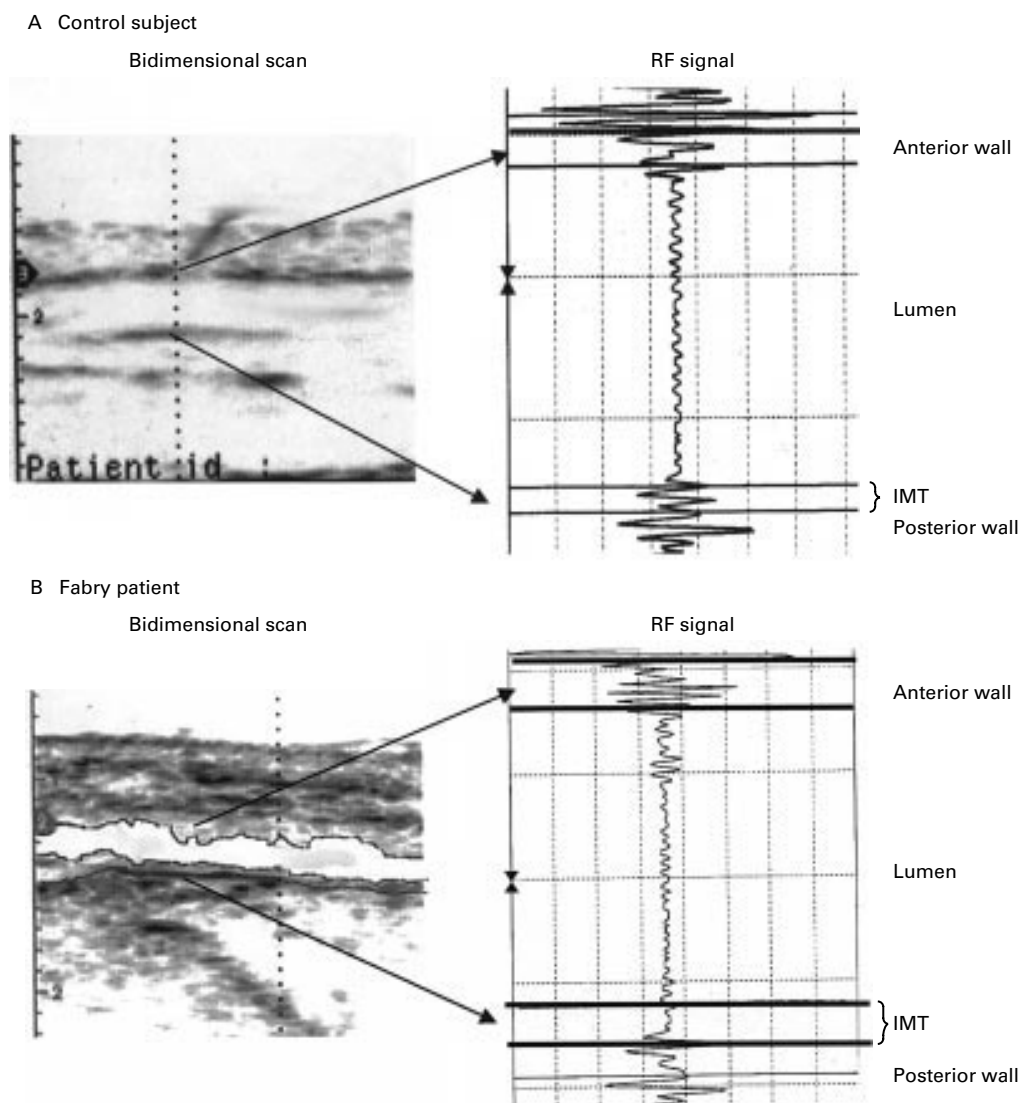 A Control subject
Bidimensional scan
RF signal
Anterior wall
2
Lumen
Patient id
IMT
Posterior wall
B Fabry patient
Bidimensional scan
RF signal
Anterior wall
Lumen
2
IMT
Posterior wall